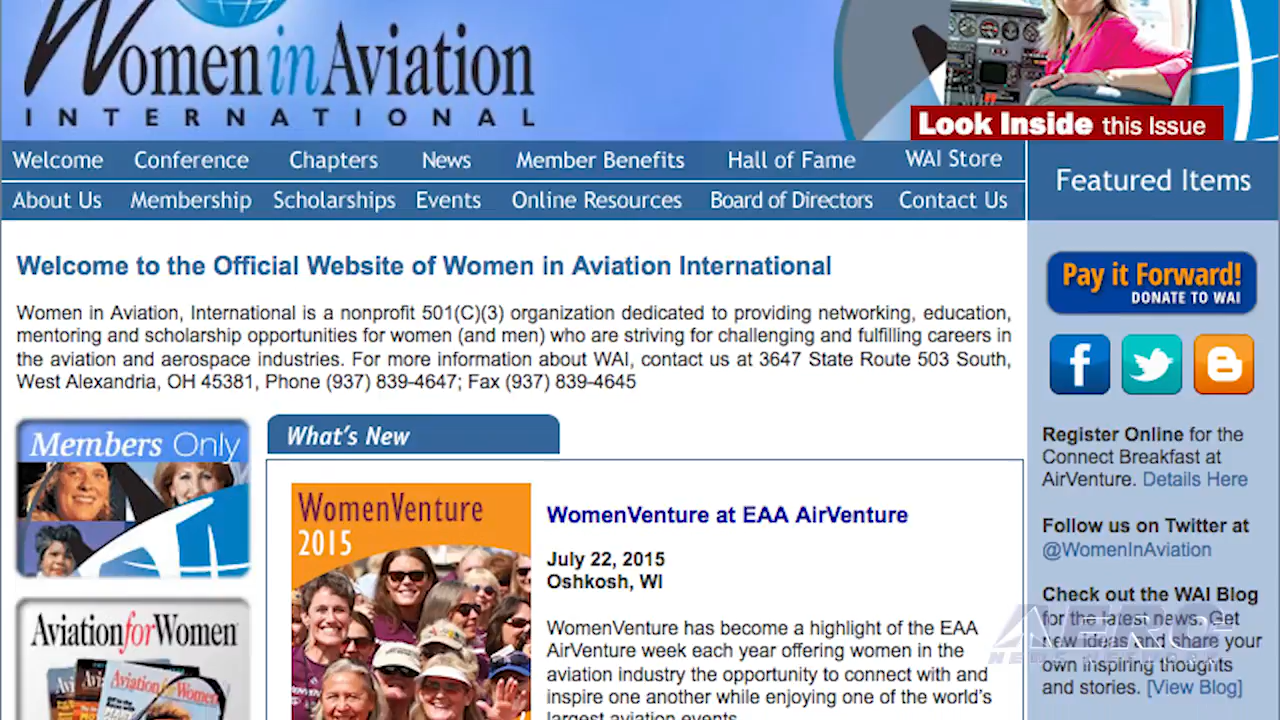 Women in Aviation
INTERNATIONAL
Look Inside this Issue
Welcome Conference Chapters News Member Benefits Hall of Fame WAI Store
About Us Membership Scholarships Events Online Resources Board of Directors Contact Us
Featured Items
Welcome to the Official Website of Women in Aviation International
Women in Aviation, International is a nonprofit 501(C)(3) organization dedicated to providing networking, education,
mentoring and scholarship opportunities for women (and men) who are striving for challenging and fulfilling careers in
the aviation and aerospace industries. For more information about WAI, contact us at 3647 State Route 503 South,
West Alexandria, OH 45381, Phone (937) 839-4647; Fax (937) 839-4645
Members Only
AviationforWomen
AviationforWomen
What's New
WomenVenture
2015
WomenVenture at EAA AirVenture
July 22, 2015
Oshkosh, WI
WomenVenture has become a highlight of the EAA
AirVenture week each year offering women in the
aviation industry the opportunity to connect with and
inspire one another while enjoying one of the world's
largest aviation events
Pay it Forward!
DONATE TO WAI
Register Online for the
Connect Breakfast at
AirVenture. Details Here
Follow us on Twitter at
@WomenInAviation
Check out the WAI Blog
for the latest news. Get
new ideas and share your
own inspiring thoughts
and stories. [View Blog]
AERO